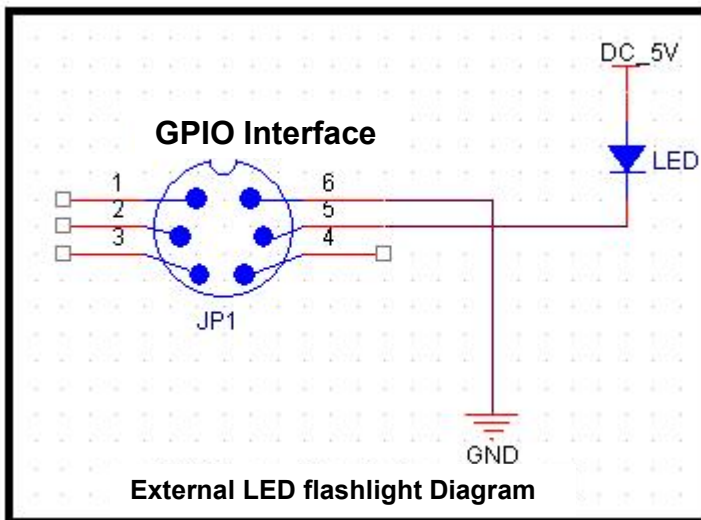 DC_5V
GPIO Interface
LED
1
6
2
5
3
4
JP1
GND
External LED flashlight Diagram